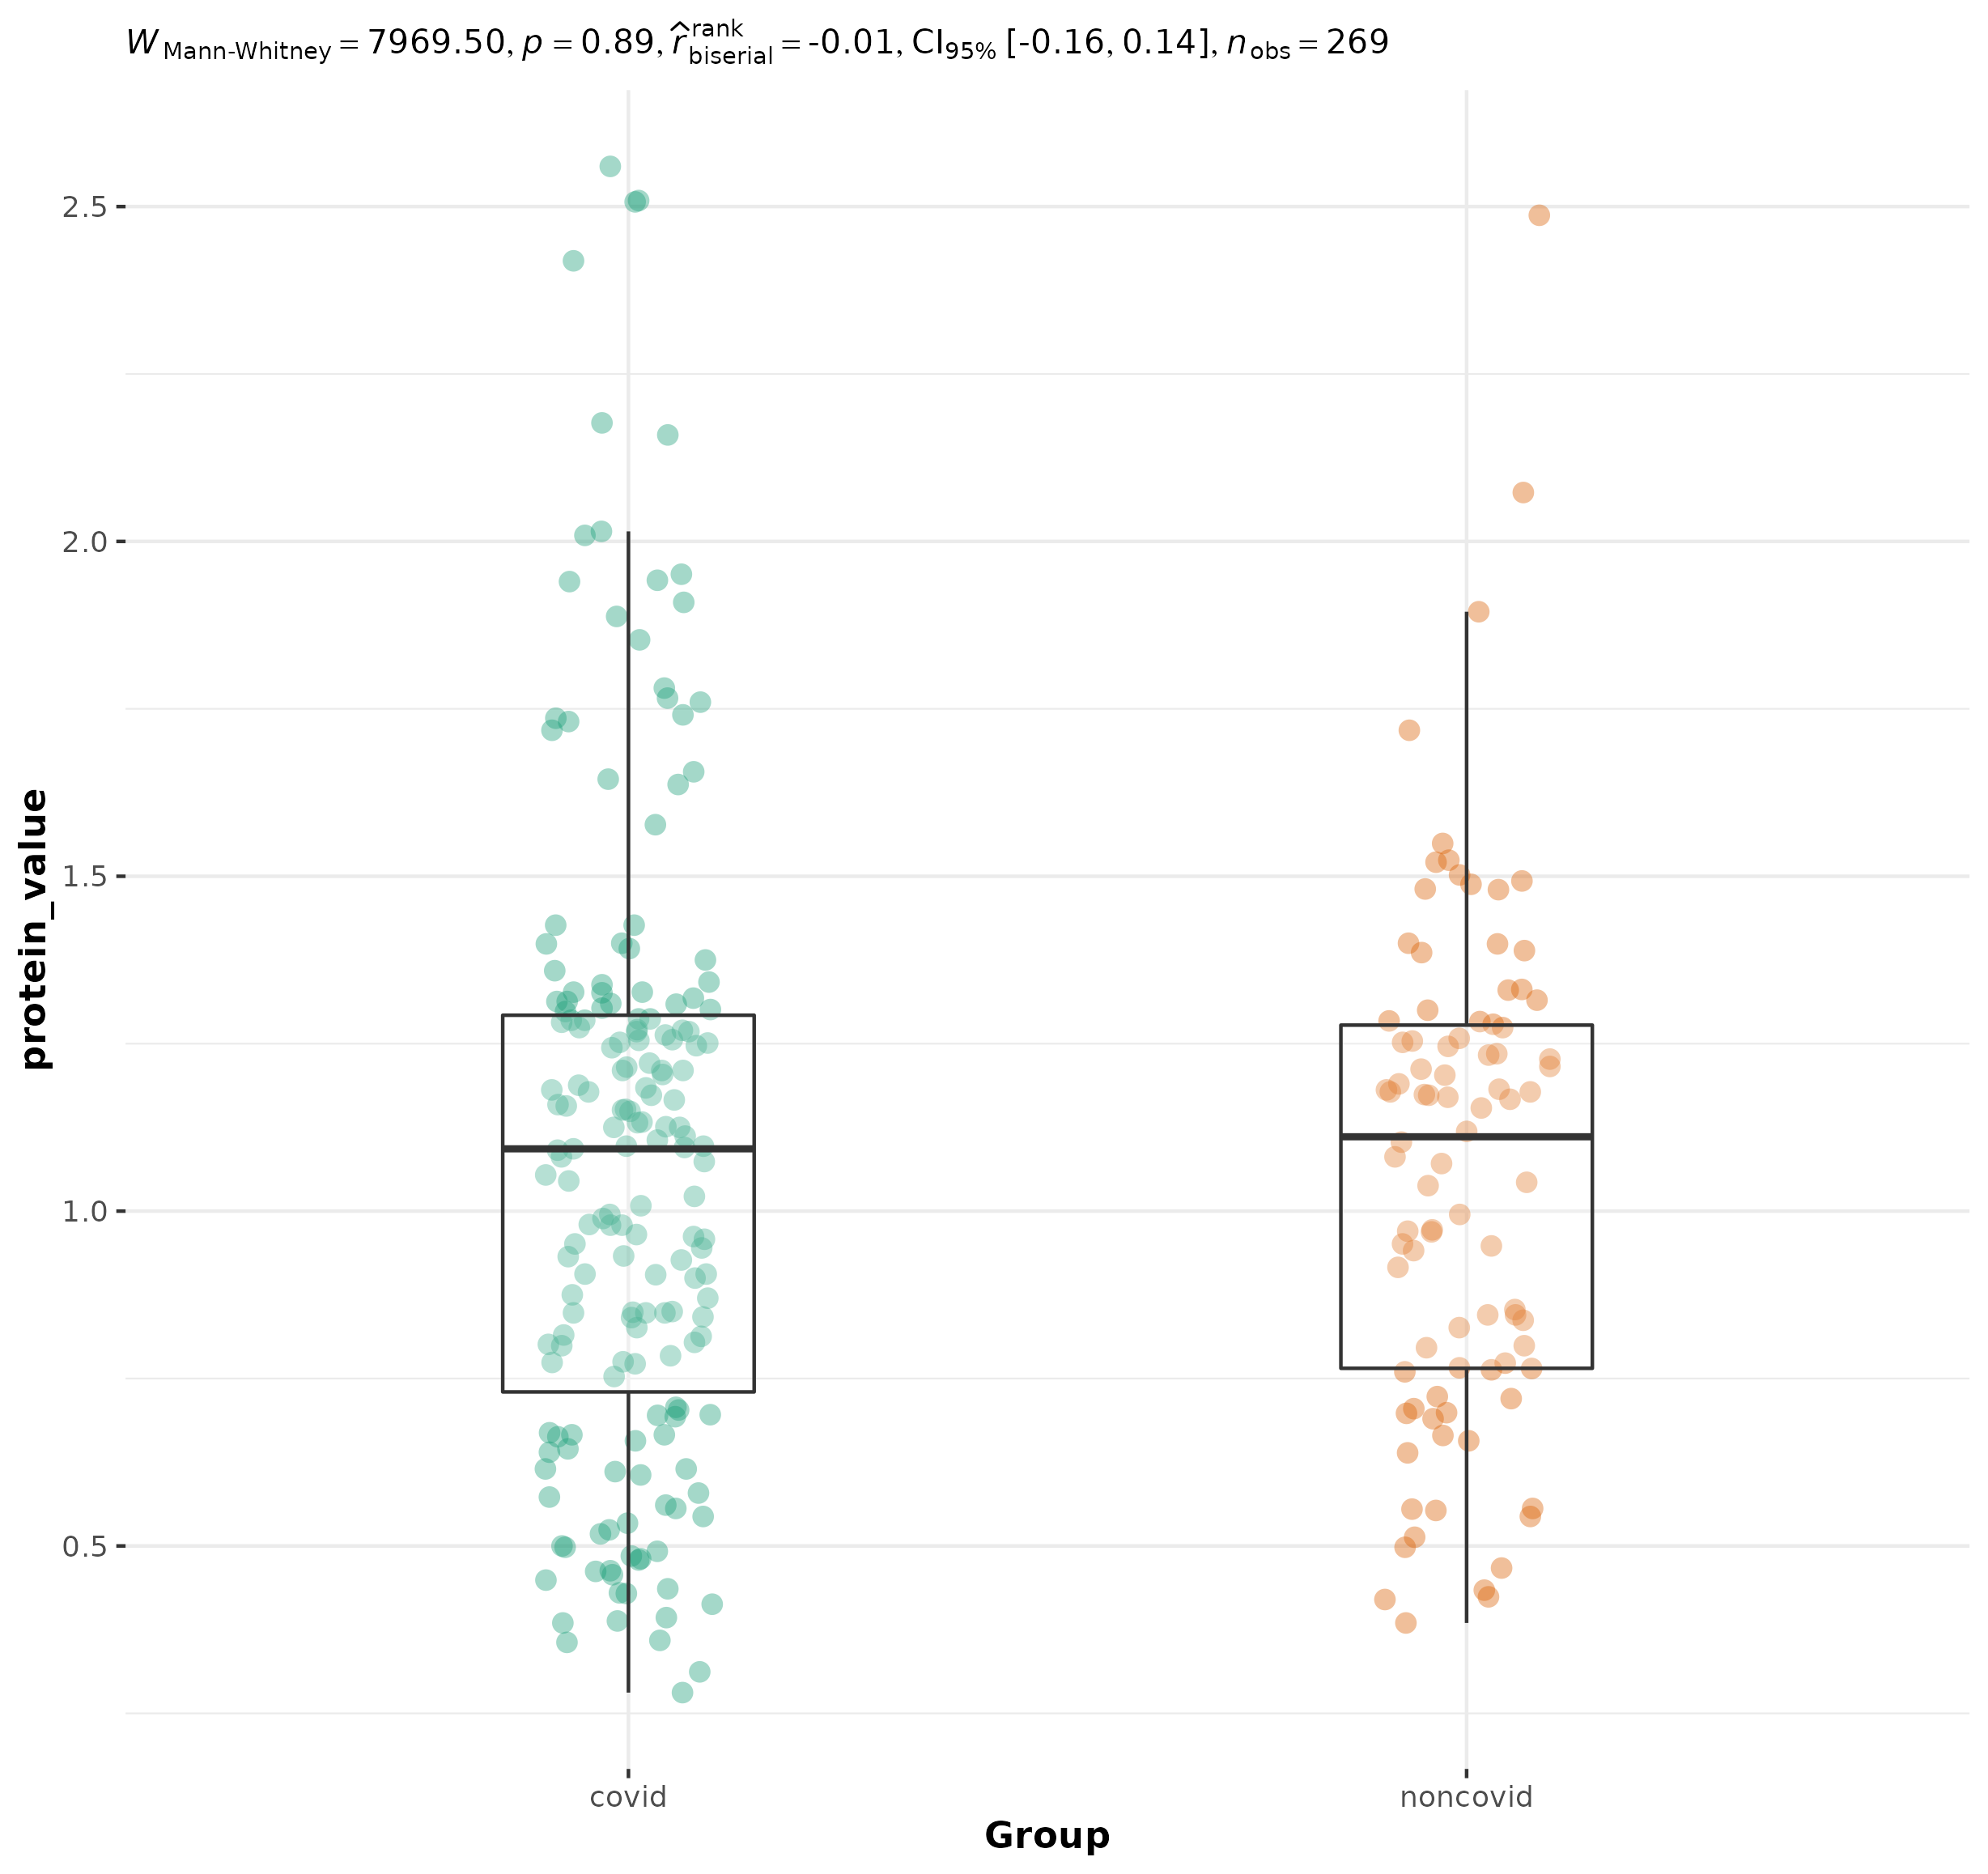 W Mann-Whitney = 7969.50, p = 0.89, r̂ rank biserial = -0.01, CI95% [-0.16, 0.14], nobs = 269
protein_value
2.5
2.0
1.5
1.0
0.5
covid noncovid
Group